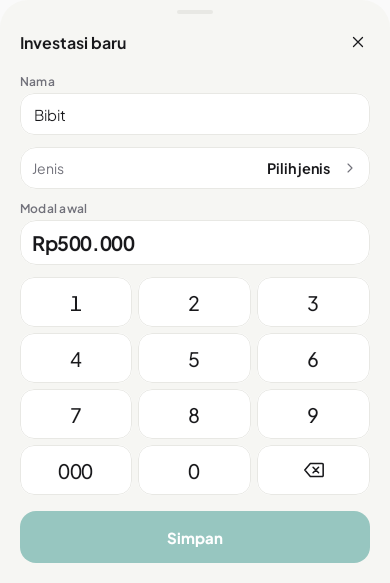 Investasi baru
Nama
Bibit
Jenis Pilih jenis
Modal awal
Rp500.000
1 2 3
4 5 6
7 8 9
000 0
Simpan